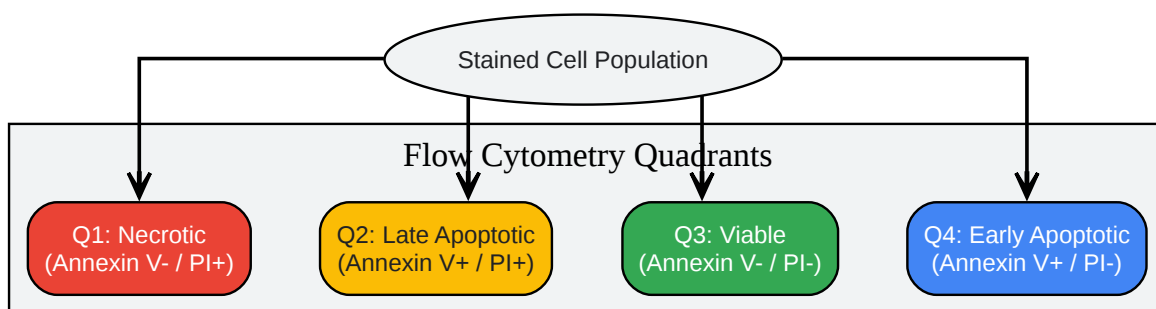 Stained Cell Population
Flow Cytometry Quadrants
Q1: Necrotic
(Annexin V- / PI+)
Q2: Late Apoptotic
(Annexin V+ / PI+)
Q3: Viable
(Annexin V- / PI-)
Q4: Early Apoptotic
(Annexin V+ / PI-)